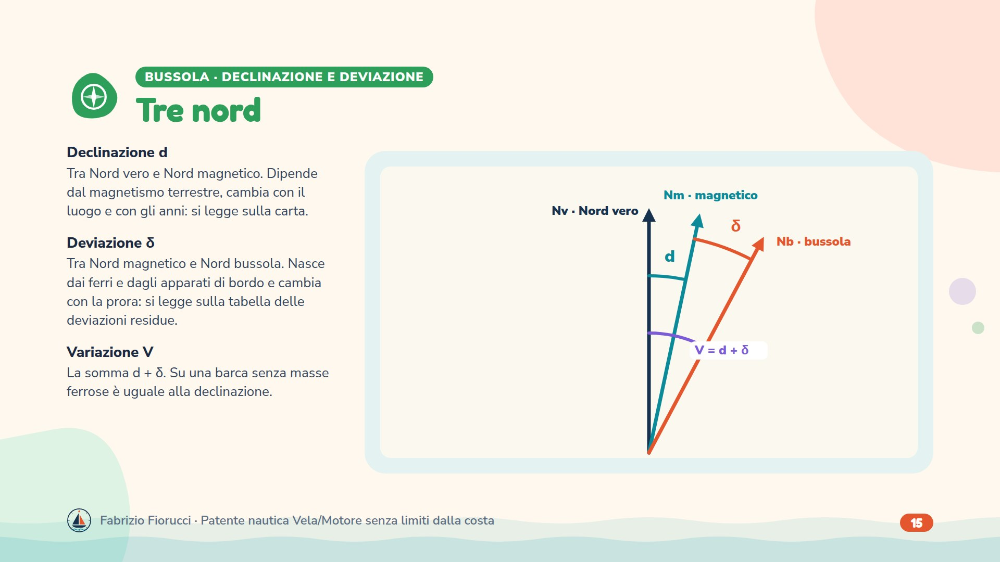 BUSSOLA · DECLINAZIONE E DEVIAZIONE
Tre nord
Declinazione d
Tra Nord vero e Nord magnetico. Dipende
dal magnetismo terrestre, cambia con il
luogo e con gli anni: si legge sulla carta.
Deviazione δ
Tra Nord magnetico e Nord bussola. Nasce
dai ferri e dagli apparati di bordo e cambia
con la prora: si legge sulla tabella delle
deviazioni residue.
Variazione V
La somma d + δ. Su una barca senza masse
ferrose è uguale alla declinazione.
Nm · magnetico
Nv · Nord vero
δ
Nb · bussola
d
V = d + δ
Fabrizio Fiorucci · Patente nautica Vela/Motore senza limiti dalla costa
15